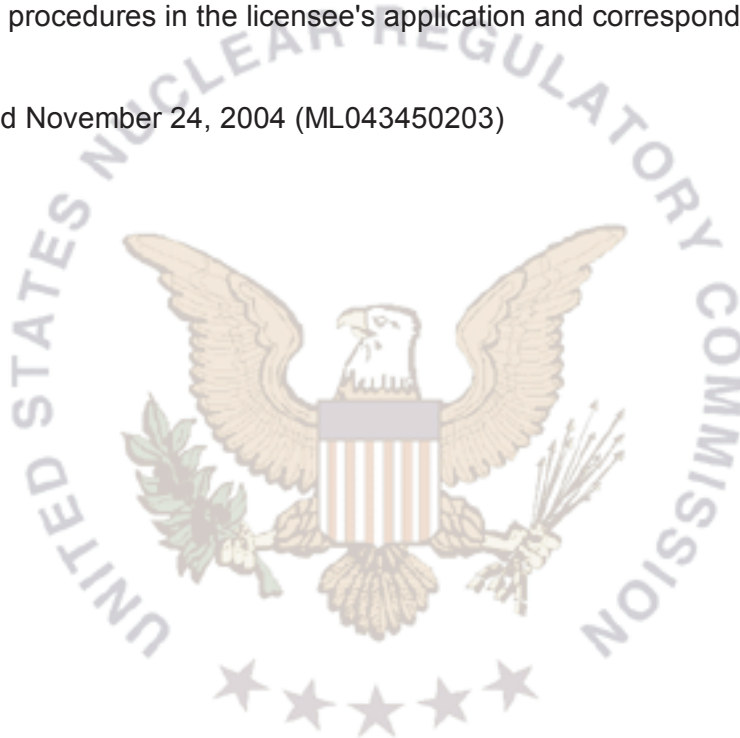 procedures in the licensee's application and correspond
d November 24, 2004 (ML043450203)
UNITED STATES NUCLEAR REGULATORY COMMISSION